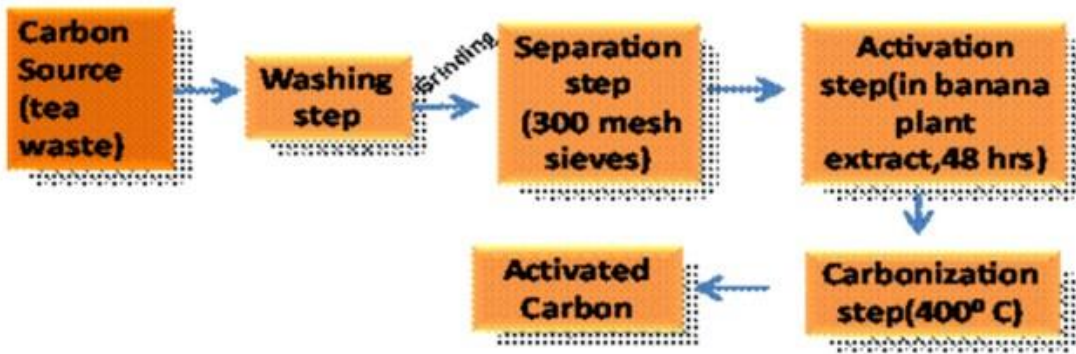 Carbon
Source
(tea
waste)
Washing
step
Grinding
Separation
step
(300 mesh
sieves)
Activation
step(in banana
plant
extract,48 hrs)
Carbonization
step(400⁰ C)
Activated
Carbon